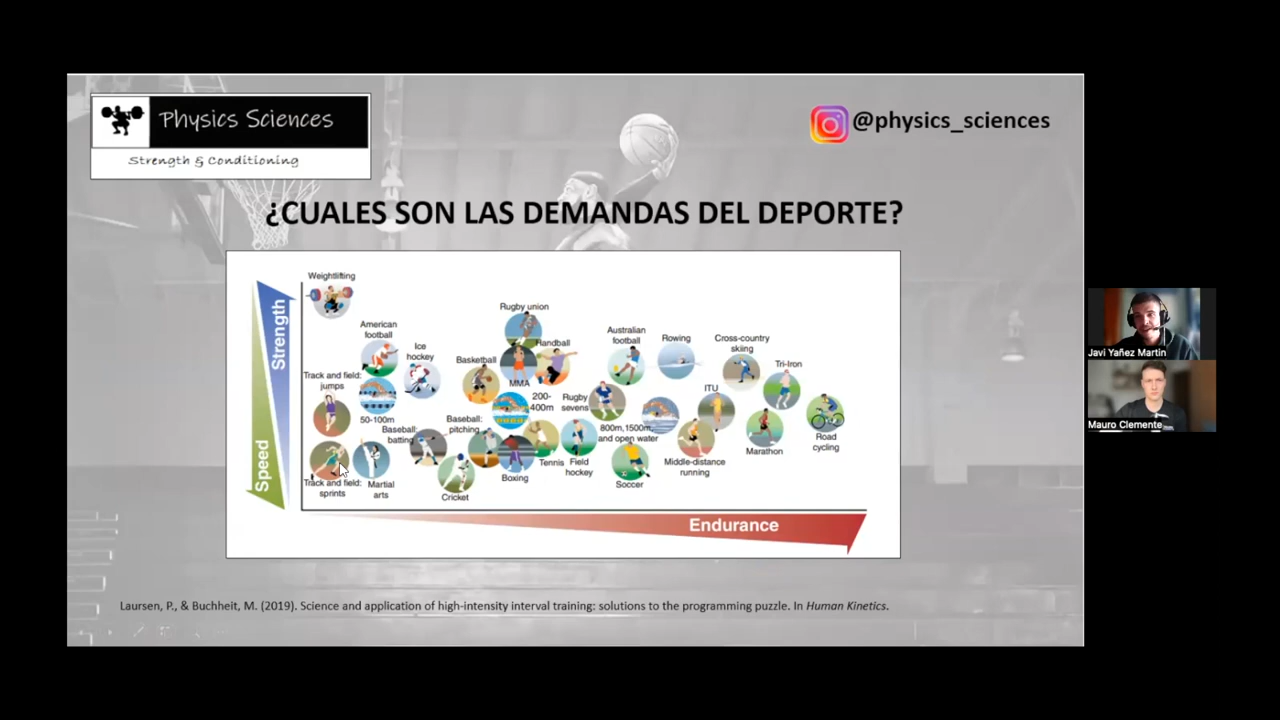 Physics Sciences
Strength & Conditioning
@physics_sciences
¿CUALES SON LAS DEMANDAS DEL DEPORTE?
Strength
Speed
Endurance
Weightlifting
American
football
Ice
hockey
Track and field:
jumps
50-100m
Baseball:
batting
Track and field:
sprints
Martial
arts
Rugby union
Handball
Basketball
MMA
200-
400m
Baseball:
pitching
Cricket
Boxing
Tennis
Field
hockey
Rugby
sevens
Australian
football
Rowing
800m, 1500m,
and open water
Soccer
Cross-country
skiing
ITU
Tri-Iron
Middle-distance
running
Marathon
Road
cycling
Laursen, P., & Buchheit, M. (2019). Science and application of high-intensity interval training: solutions to the programming puzzle. In Human Kinetics.
Javi Yañez Martin
Mauro Clemente